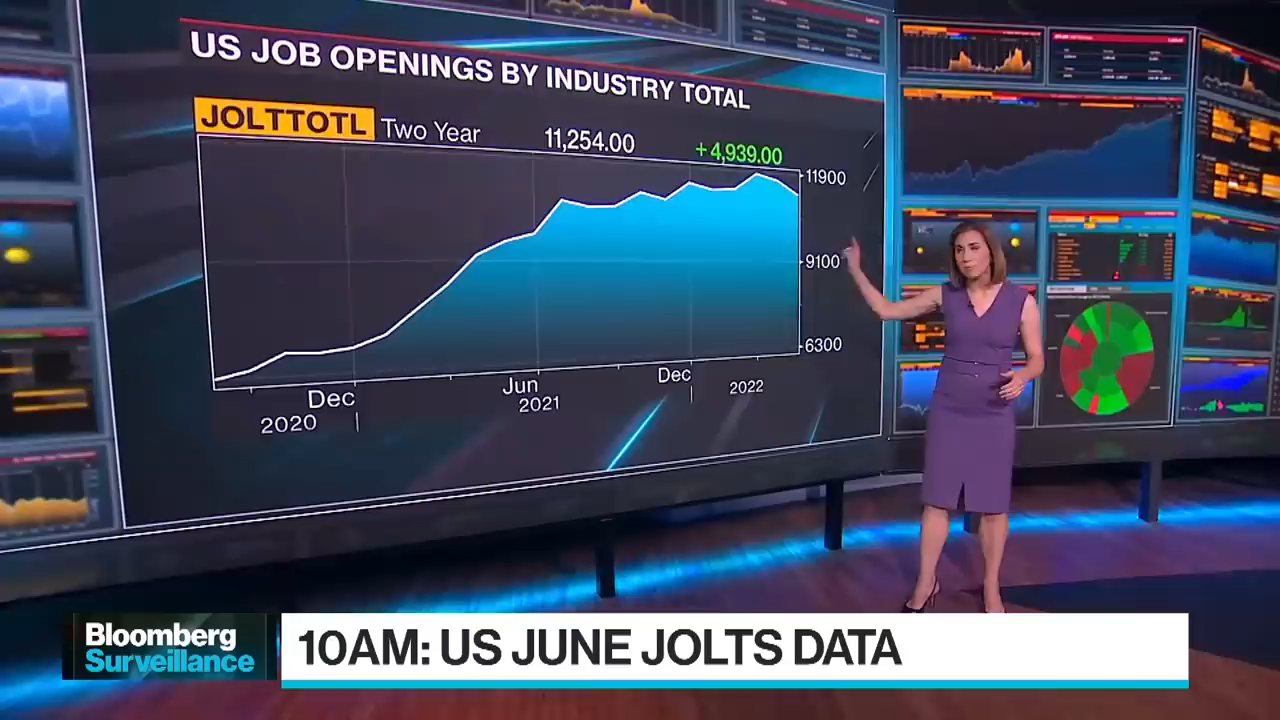 US JOB OPENINGS BY INDUSTRY TOTAL
JOLTTOTL Two Year 11,254.00 +4,939.00
11900
9100
6300
Dec Jun Dec
2020 2021 2022
Bloomberg
Surveillance
10AM: US JUNE JOLTS DATA